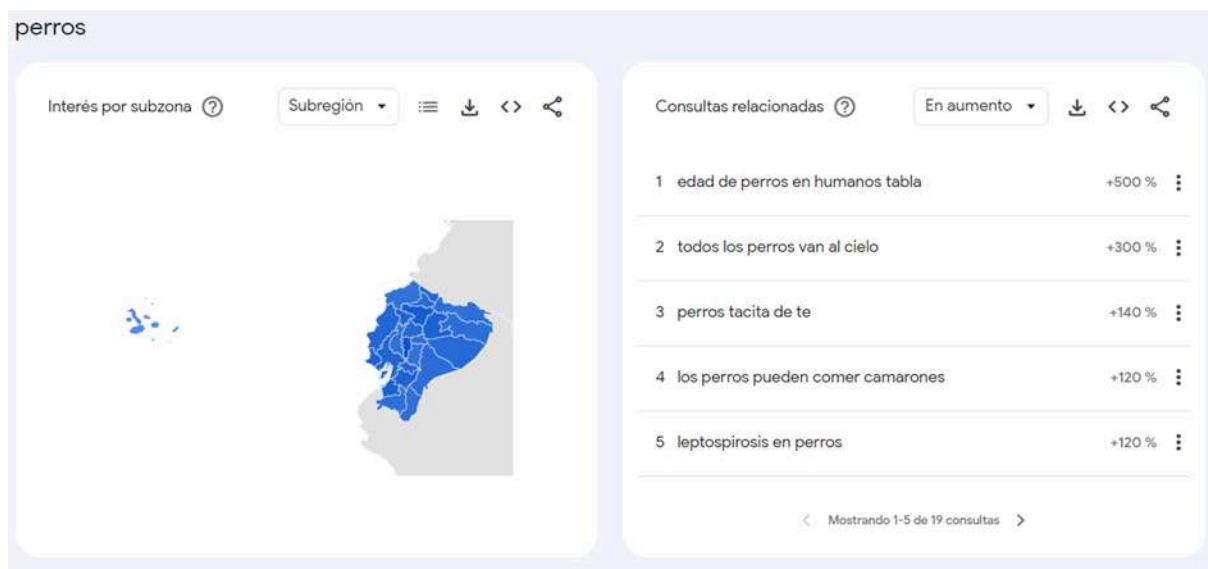 perros
Interés por subzona
Subregión
Consultas relacionadas
En aumento
1 edad de perros en humanos tabla +500 %
2 todos los perros van al cielo +300 %
3 perros tacita de te +140 %
4 los perros pueden comer camarones +120 %
5 leptospirosis en perros +120 %
Mostrando 1-5 de 19 consultas